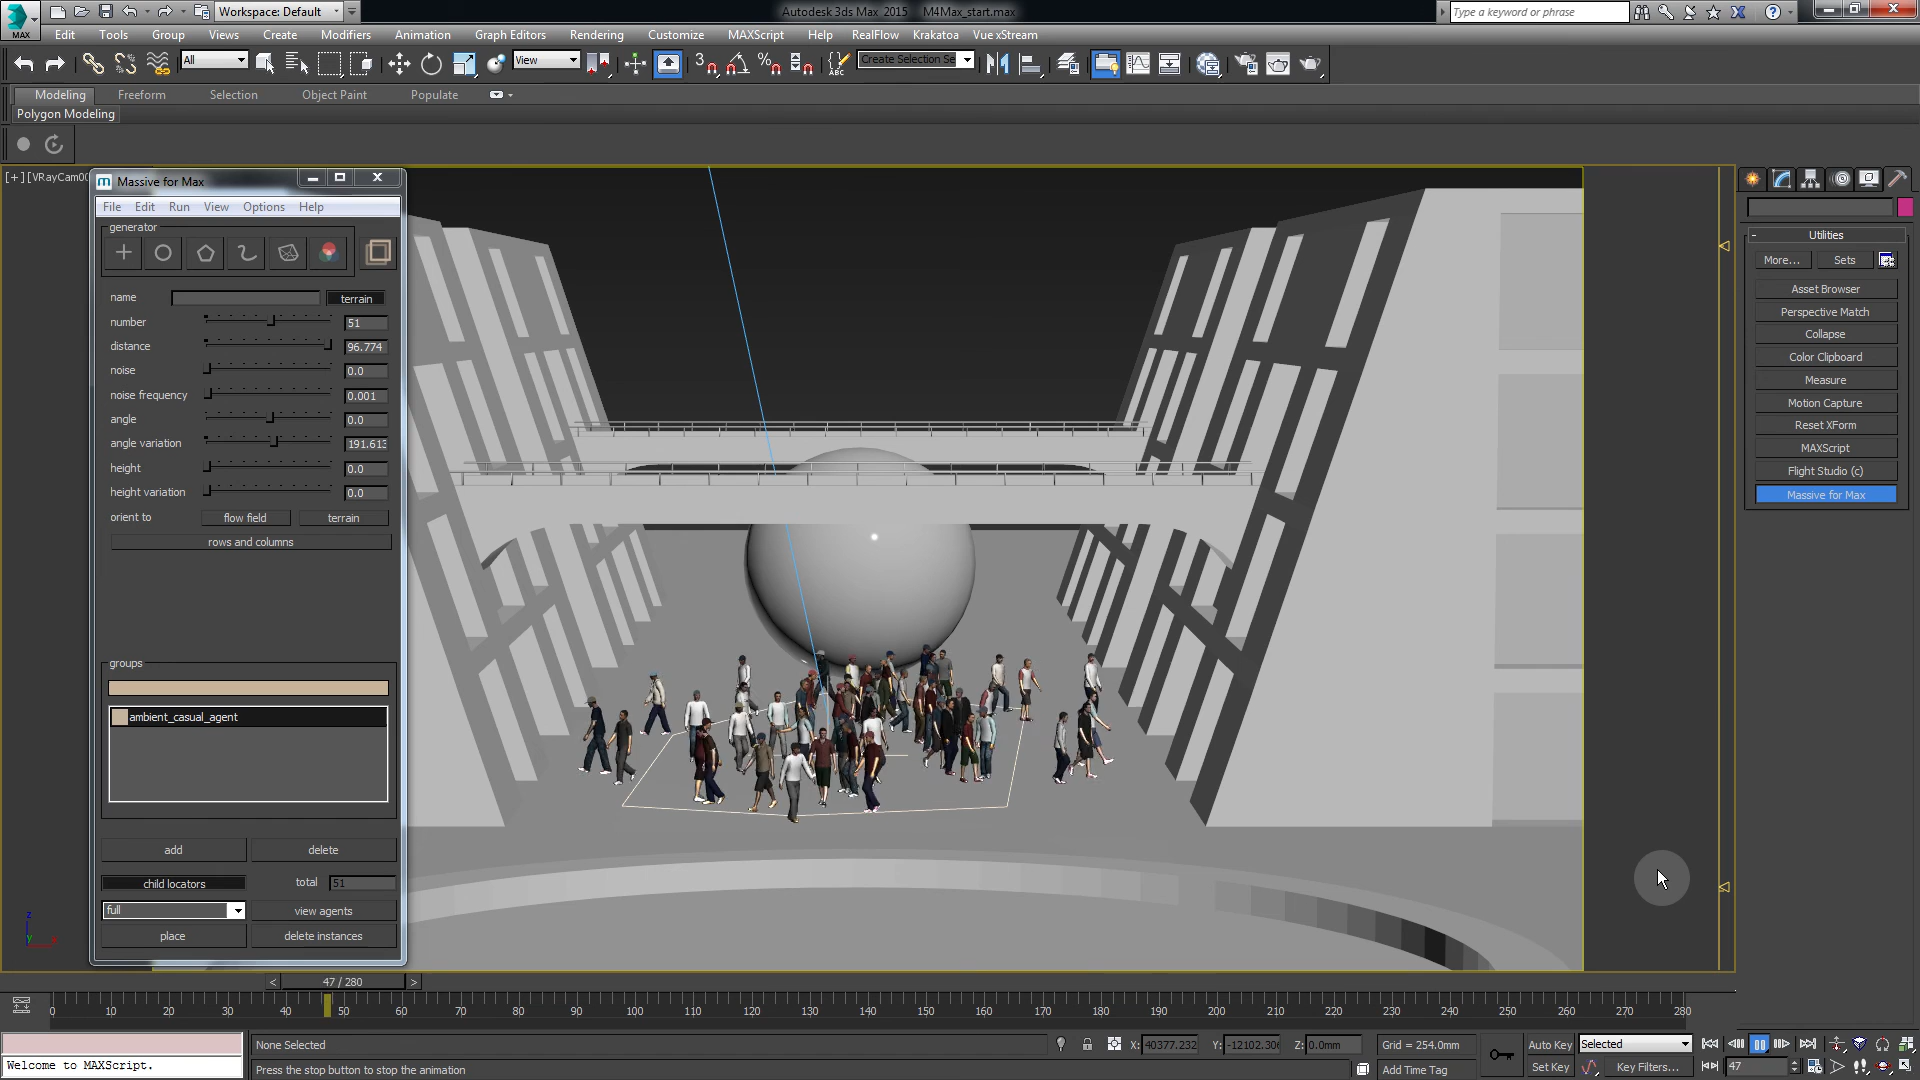 Workspace: Default
Autodesk 3ds Max 2015 M4Max_start.max
Type a keyword or phrase
MAX
Edit Tools Group Views Create Modifiers Animation Graph Editors Rendering Customize MAXScript Help RealFlow Krakatoa Vue xStream
All
View
3
ABC
Create Selection Se
Modeling Freeform Selection Object Paint Populate
Polygon Modeling
[+][VRayCam00
Massive for Max
File Edit Run View Options Help
generator
name terrain
number 51
distance 96.774
noise 0.0
noise frequency 0.001
angle 0.0
angle variation 191.613
height 0.0
height variation 0.0
orient to flow field terrain
rows and columns
groups
ambient_casual_agent
add delete
child locators total 51
full view agents
place delete instances
Utilities
More... Sets
Asset Browser
Perspective Match
Collapse
Color Clipboard
Measure
Motion Capture
Reset XForm
MAXScript
Flight Studio (c)
Massive for Max
z
y
< 47 / 280 >
0 10 20 30 40 50 60 70 80 90 100 110 120 130 140 150 160 170 180 190 200 210 220 230 240 250 260 270 280
None Selected X: 40377.232 Y: -12102.306 Z: 0.0mm Grid = 254.0mm Auto Key Selected
Welcome to MAXScript. Press the stop button to stop the animation Add Time Tag Set Key Key Filters... 47